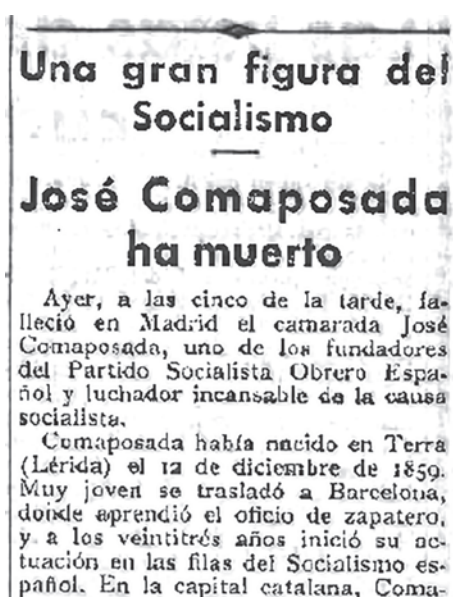 Una gran figura del
Socialismo
José Comaposada
ha muerto
Ayer, a las cinco de la tarde, fa-
lleció en Madrid el camarada José
Comaposada, uno de los fundadores
del Partido Socialista Obrero Espa-
ñol y luchador incansable de la causa
socialista.
Comaposada había nacido en Terra
(Lérida) el 12 de diciembre de 1859.
Muy joven se trasladó a Barcelona,
donde aprendió el oficio de zapatero,
y a los veintitrés años inició su ac-
tuación en las filas del Socialismo es-
pañol. En la capital catalana, Coma-